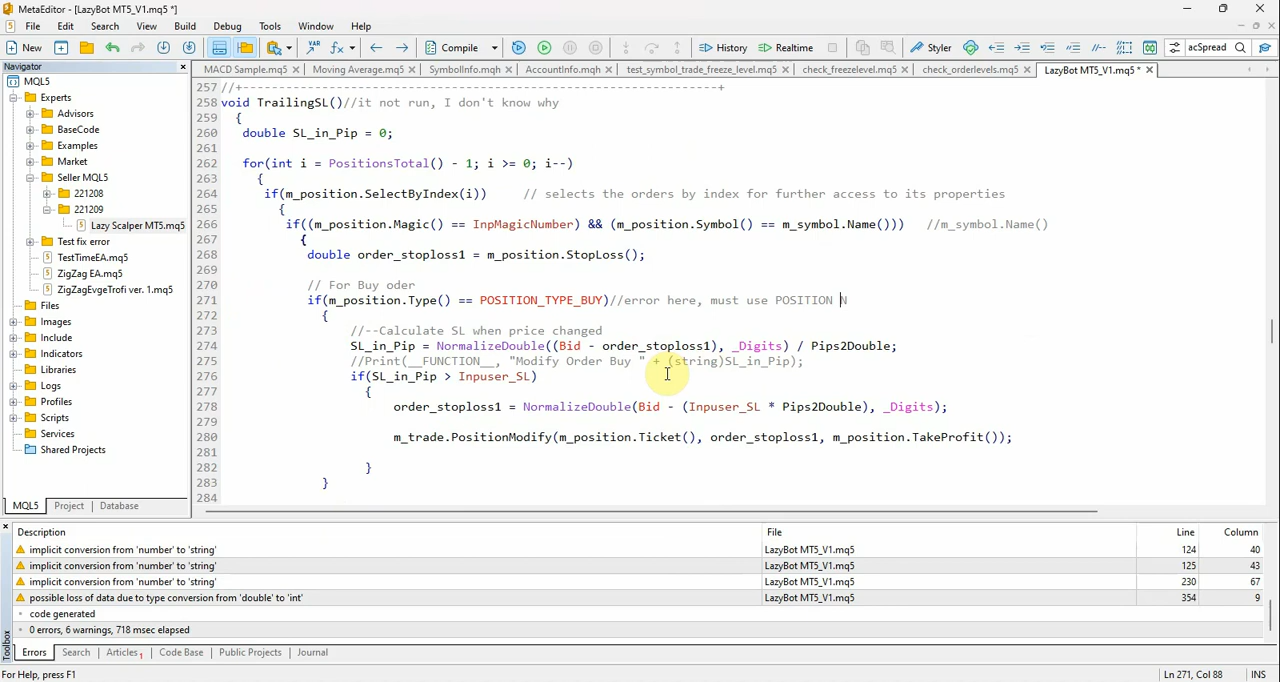 MetaEditor - [LazyBot MT5_V1.mq5 *]
File Edit Search View Build Debug Tools Window Help
New VAR Compile History Realtime Styler acSpread
Navigator MACD Sample.mq5 Moving Average.mq5 SymbolInfo.mqh AccountInfo.mqh test_symbol_trade_freeze_level.mq5 check_freezelevel.mq5 check_orderlevels.mq5 LazyBot MT5_V1.mq5 *
MQL5
Experts
Advisors
BaseCode
Examples
Market
Seller MQL5
221208
221209
Lazy Scalper MT5.mq5
Test fix error
TestTimeEA.mq5
ZigZag EA.mq5
ZigZagEvgeTrofi ver. 1.mq5
Files
Images
Include
Indicators
Libraries
Logs
Profiles
Scripts
Services
Shared Projects
MQL5 Project Database
257 //+------------------------------------------------------------------+
258 void TrailingSL()//it not run, I don't know why
259 {
260 double SL_in_Pip = 0;
261
262 for(int i = PositionsTotal() - 1; i >= 0; i--)
263 {
264 if(m_position.SelectByIndex(i)) // selects the orders by index for further access to its properties
265 {
266 if((m_position.Magic() == InpMagicNumber) && (m_position.Symbol() == m_symbol.Name())) //m_symbol.Name()
267 {
268 double order_stoploss1 = m_position.StopLoss();
269
270 // For Buy oder
271 if(m_position.Type() == POSITION_TYPE_BUY)//error here, must use POSITION N
272 {
273 //--Calculate SL when price changed
274 SL_in_Pip = NormalizeDouble((Bid - order_stoploss1), _Digits) / Pips2Double;
275 //Print(__FUNCTION__, "Modify Order Buy " + (string)SL_in_Pip);
276 if(SL_in_Pip > Inpuser_SL)
277 {
278 order_stoploss1 = NormalizeDouble(Bid - (Inpuser_SL * Pips2Double), _Digits);
279
280 m_trade.PositionModify(m_position.Ticket(), order_stoploss1, m_position.TakeProfit());
281
282 }
283 }
284
Description File Line Column
implicit conversion from 'number' to 'string' LazyBot MT5_V1.mq5 124 40
implicit conversion from 'number' to 'string' LazyBot MT5_V1.mq5 125 43
implicit conversion from 'number' to 'string' LazyBot MT5_V1.mq5 230 67
possible loss of data due to type conversion from 'double' to 'int' LazyBot MT5_V1.mq5 354 9
code generated
0 errors, 6 warnings, 718 msec elapsed
Toolbox
Errors Search Articles 1 Code Base Public Projects Journal
For Help, press F1 Ln 271, Col 88 INS